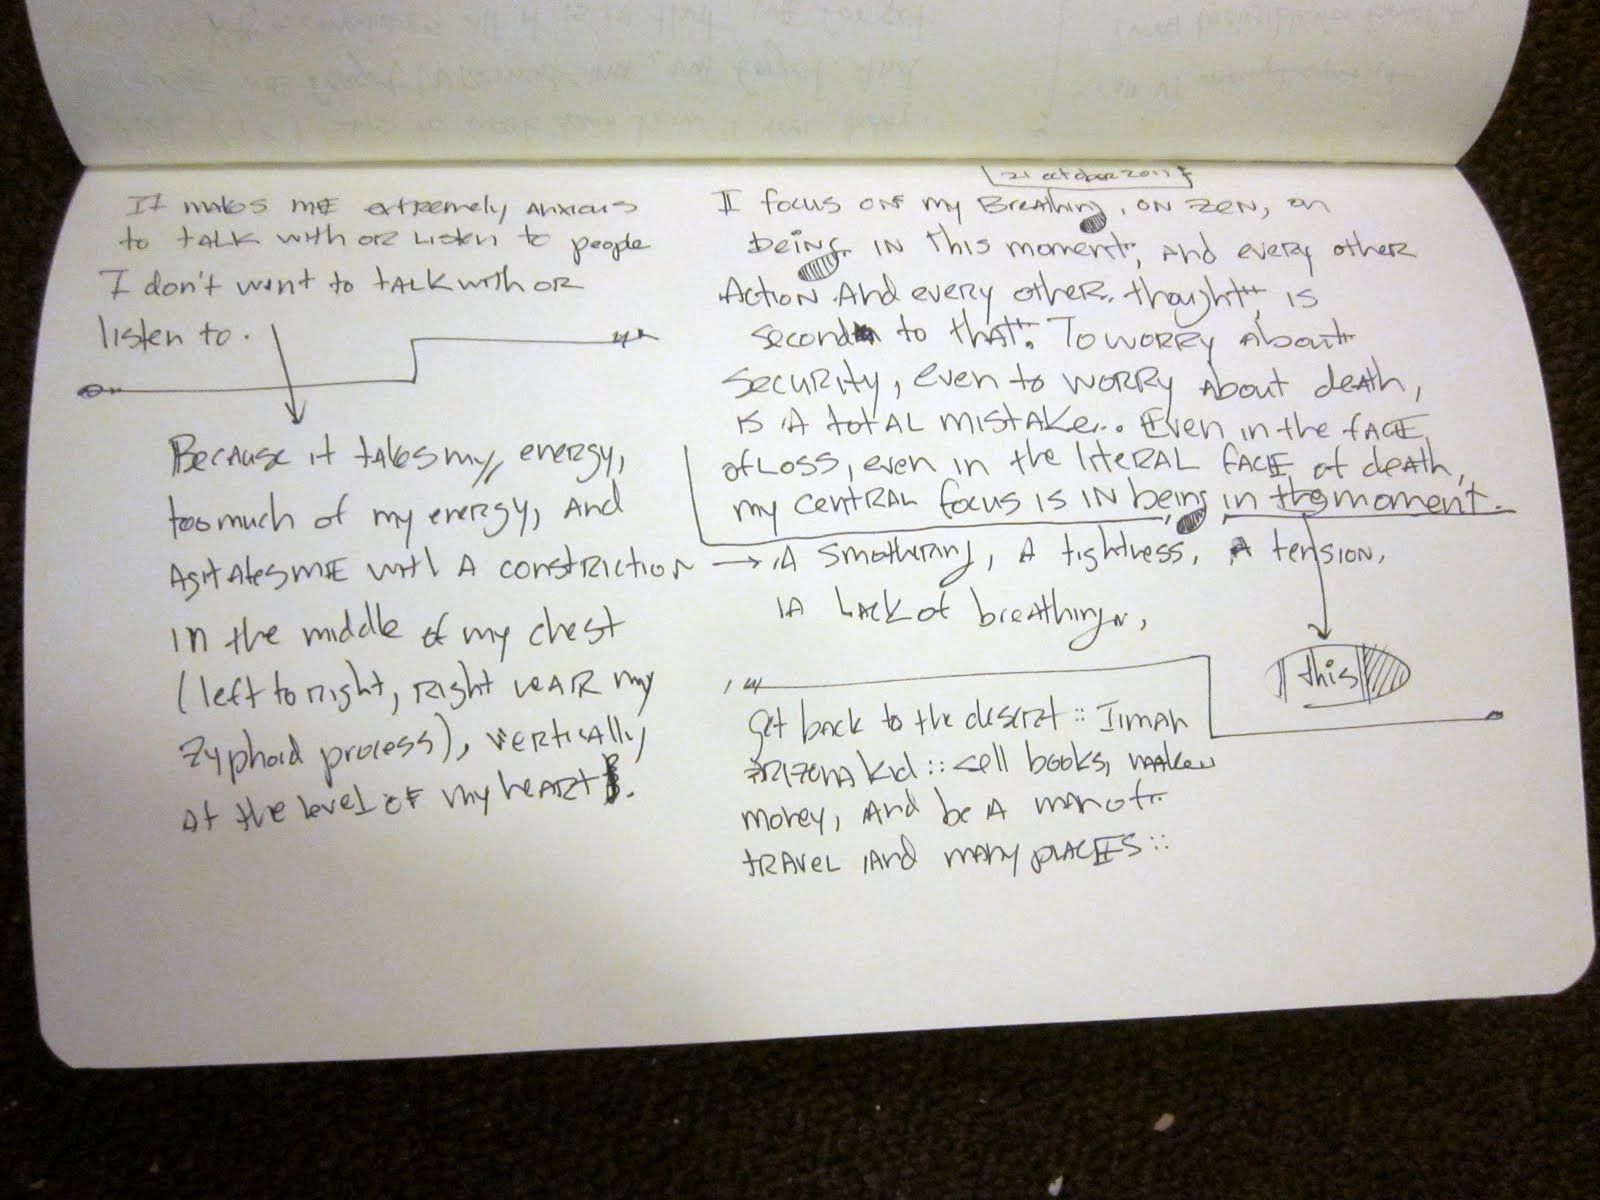 It makes me extremely anxious
to talk with or listen to people
I don't want to talk with or
listen to.
Because it takes my energy,
too much of my energy, and
agitates me with a constriction
in the middle of my chest
(left to right, right near my
zyphoid process), vertically
at the level of my heart.
21 october 2011
I focus on my Breathing, on zen, on
being in this moment, and every other
action and every other thought, is
second to that. To worry about
security, even to worry about death,
is a total mistake... Even in the face
of loss, even in the literal face of death,
my central focus is in being in the moment.
→ a smothering, a tightness, a tension,
a lack of breathing,
this
get back to the desert :: I'm an
Arizona kid :: sell books, make
money, and be a man of
travel and many places ::